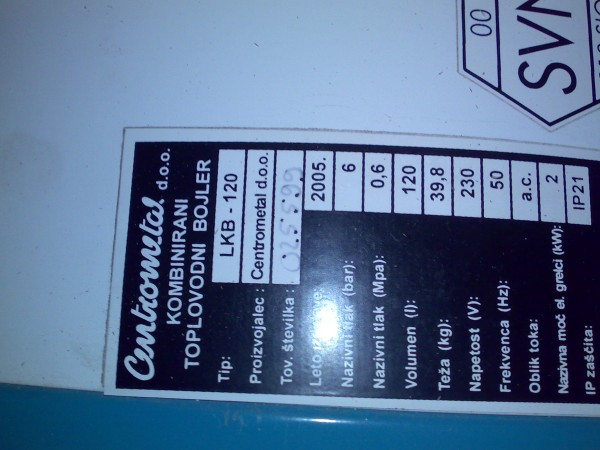 Centrometal d.o.o.
KOMBINIRANI
TOPLOVODNI BOJLER
Tip: LKB - 120
Proizvojalec : Centrometal d.o.o.
Tov. številka :
Leto 2005.
Nazivni tlak (bar): 6
Nazivni tlak (Mpa): 0,6
Volumen (l): 120
Teža (kg): 39,8
Napetost (V): 230
Frekvenca (Hz): 50
Oblik toka: a.c.
Nazivna moč el. grelci (kW): 2
IP zaščita: IP21
00
SVN